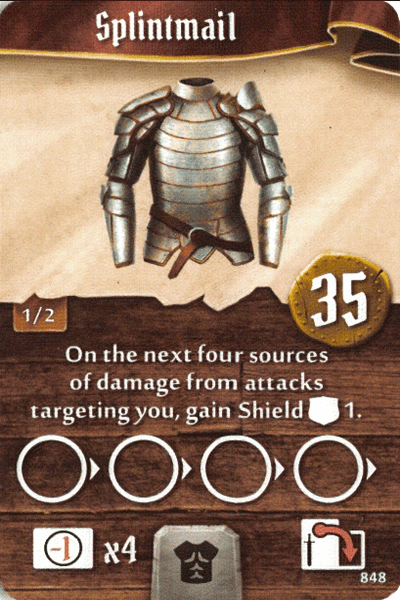 Splintmail
35
1/2
On the next four sources
of damage from attacks
targeting you, gain Shield 1.
-1 x4
848